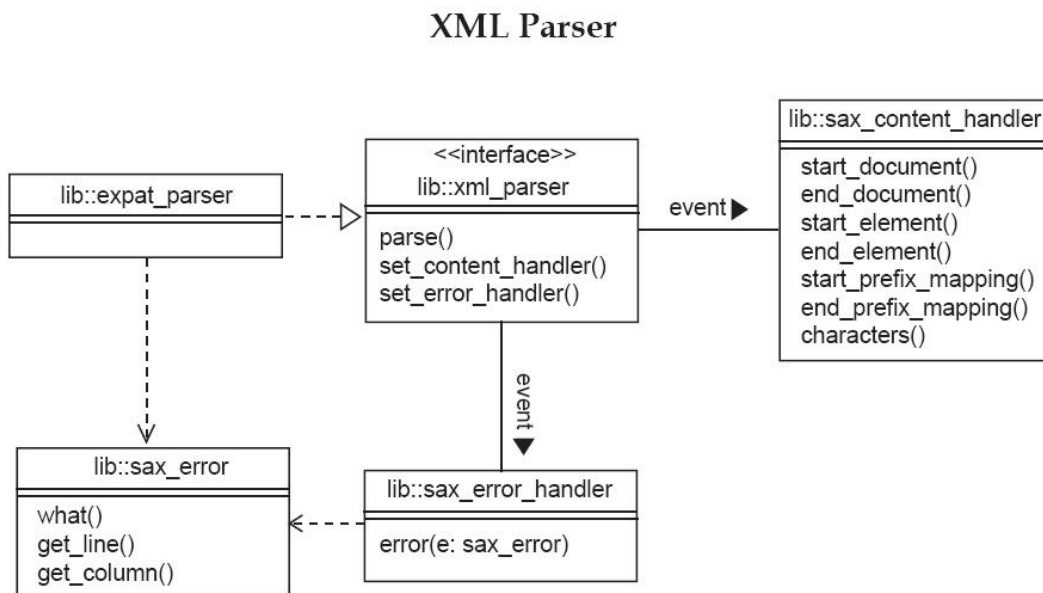 XML Parser
lib::expat_parser
<<interface>>
lib::xml_parser
parse()
set_content_handler()
set_error_handler()
event
lib::sax_content_handler
start_document()
end_document()
start_element()
end_element()
start_prefix_mapping()
end_prefix_mapping()
characters()
event
lib::sax_error
what()
get_line()
get_column()
lib::sax_error_handler
error(e: sax_error)